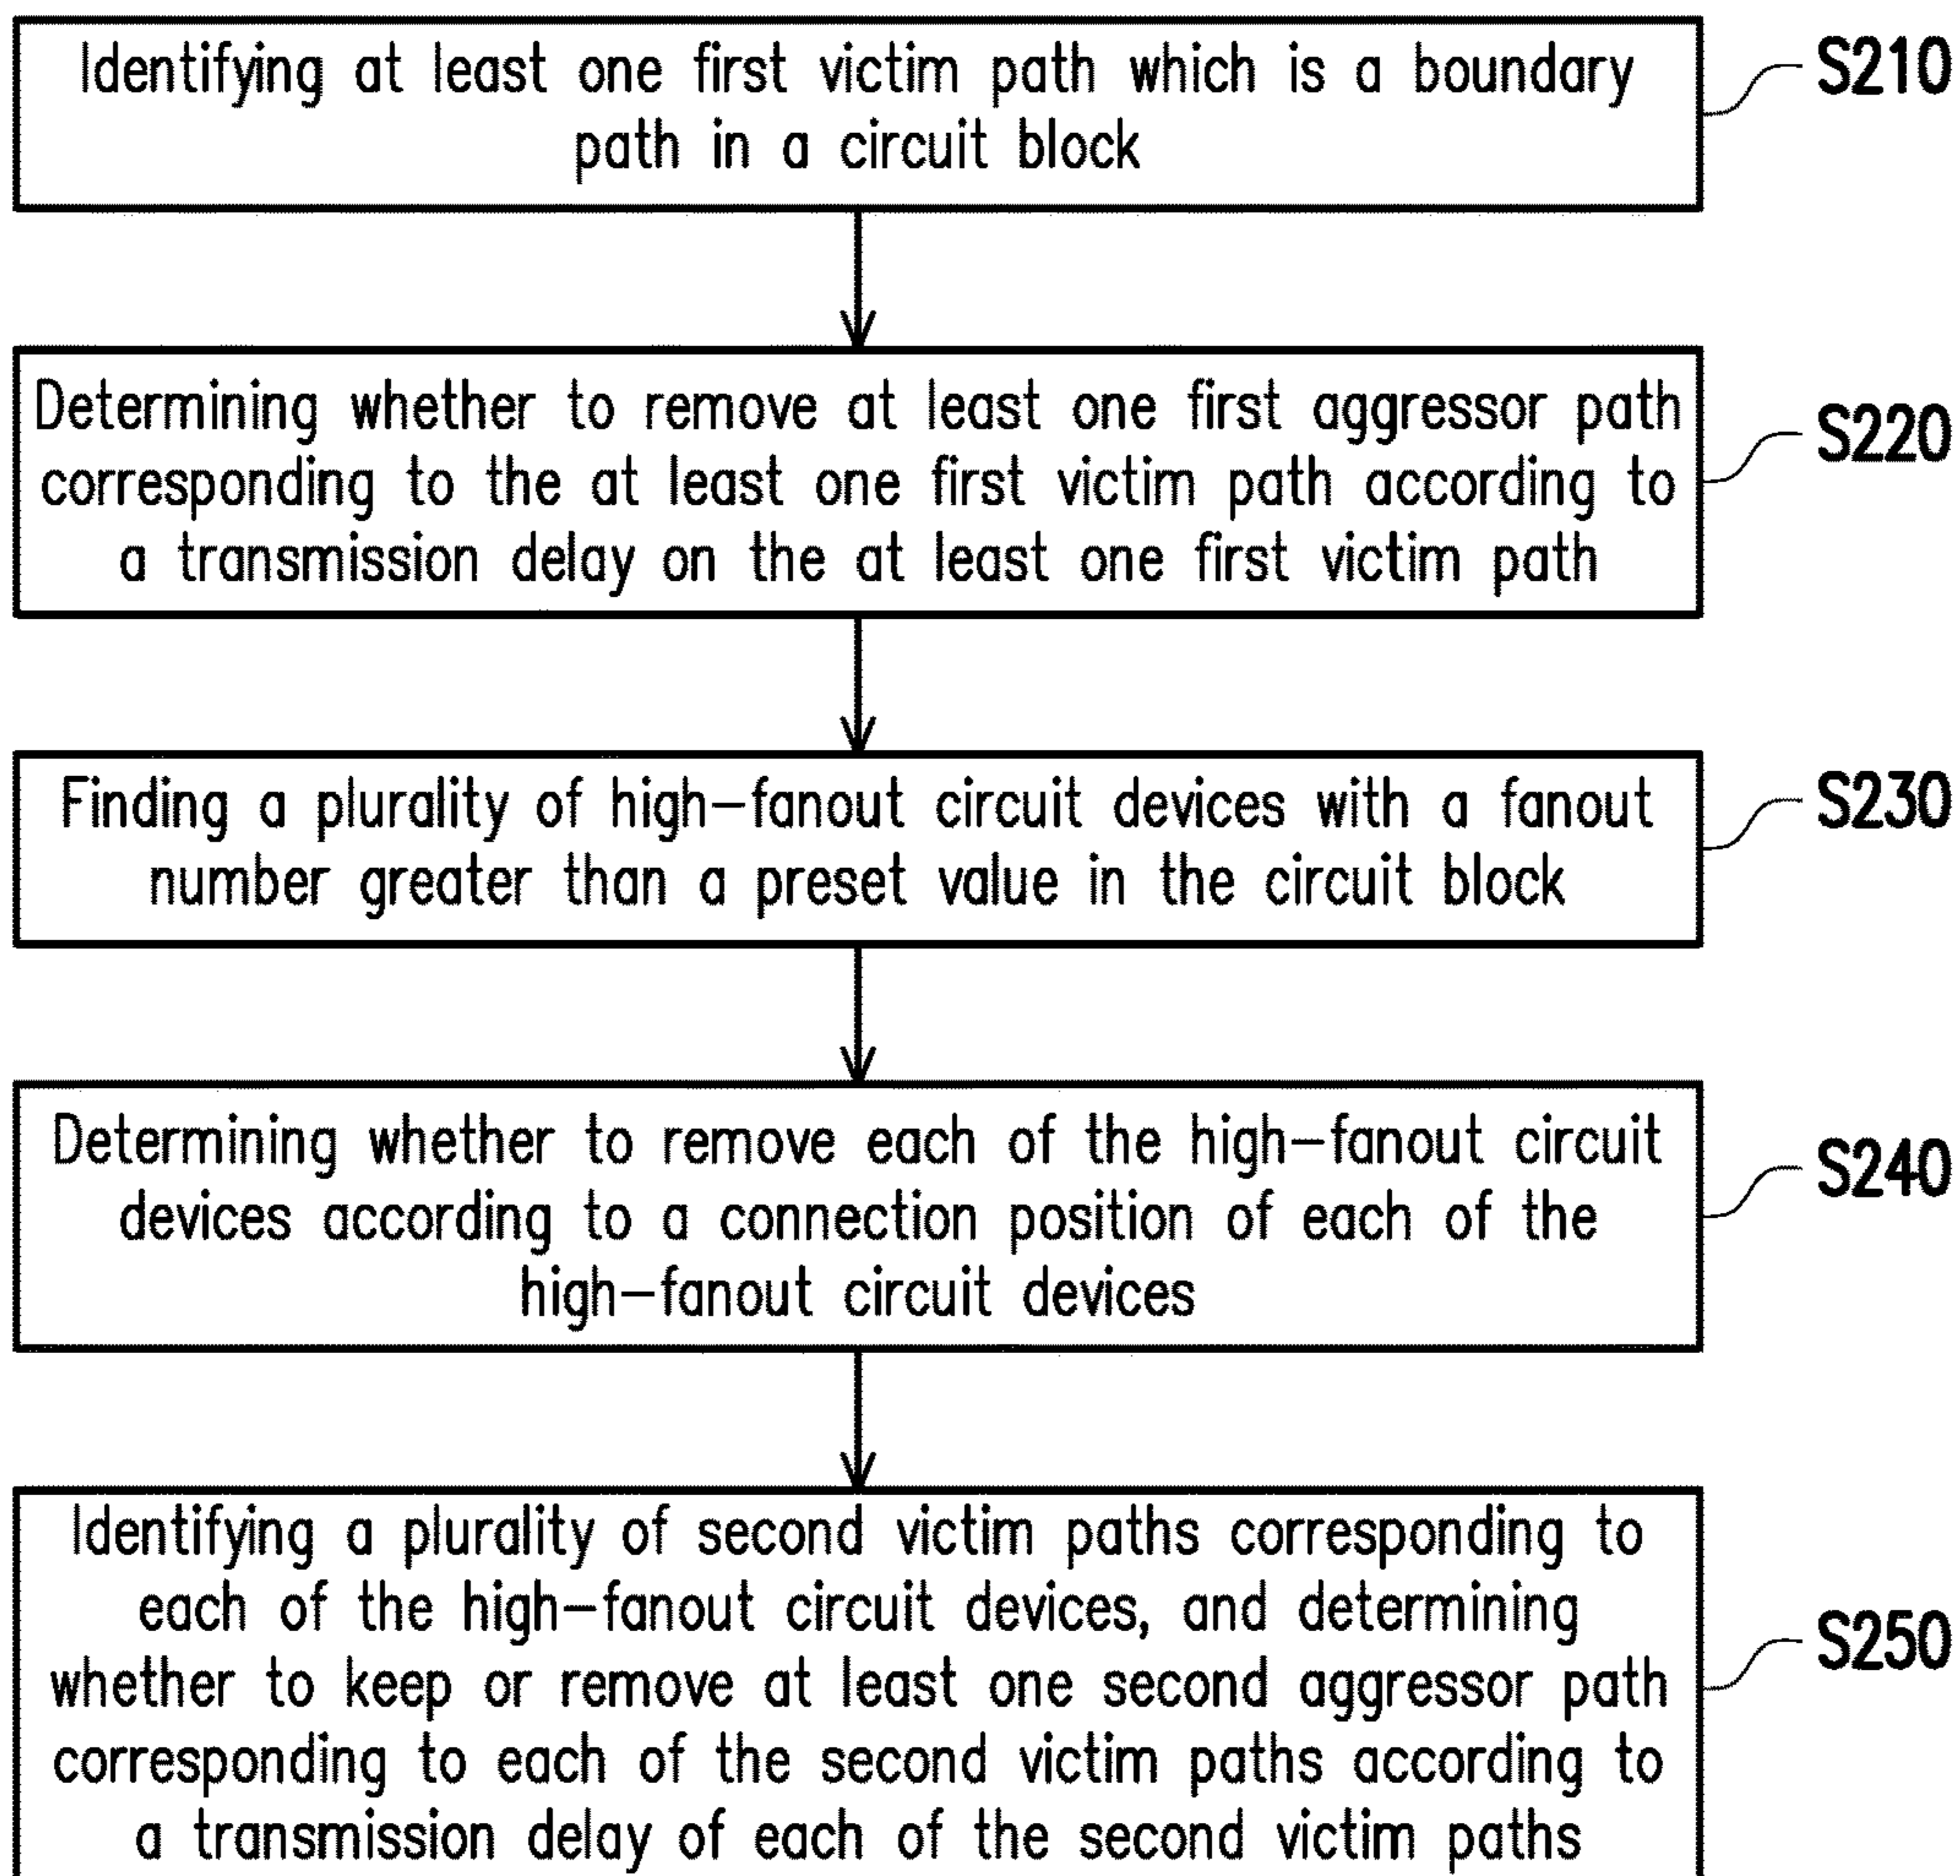 Identifying at least one first victim path which is a boundary
path in a circuit block
S210
Determining whether to remove at least one first aggressor path
corresponding to the at least one first victim path according to
a transmission delay on the at least one first victim path
S220
Finding a plurality of high-fanout circuit devices with a fanout
number greater than a preset value in the circuit block
S230
Determining whether to remove each of the high-fanout circuit
devices according to a connection position of each of the
high-fanout circuit devices
S240
Identifying a plurality of second victim paths corresponding to
each of the high-fanout circuit devices, and determining
whether to keep or remove at least one second aggressor path
corresponding to each of the second victim paths according to
a transmission delay of each of the second victim paths
S250